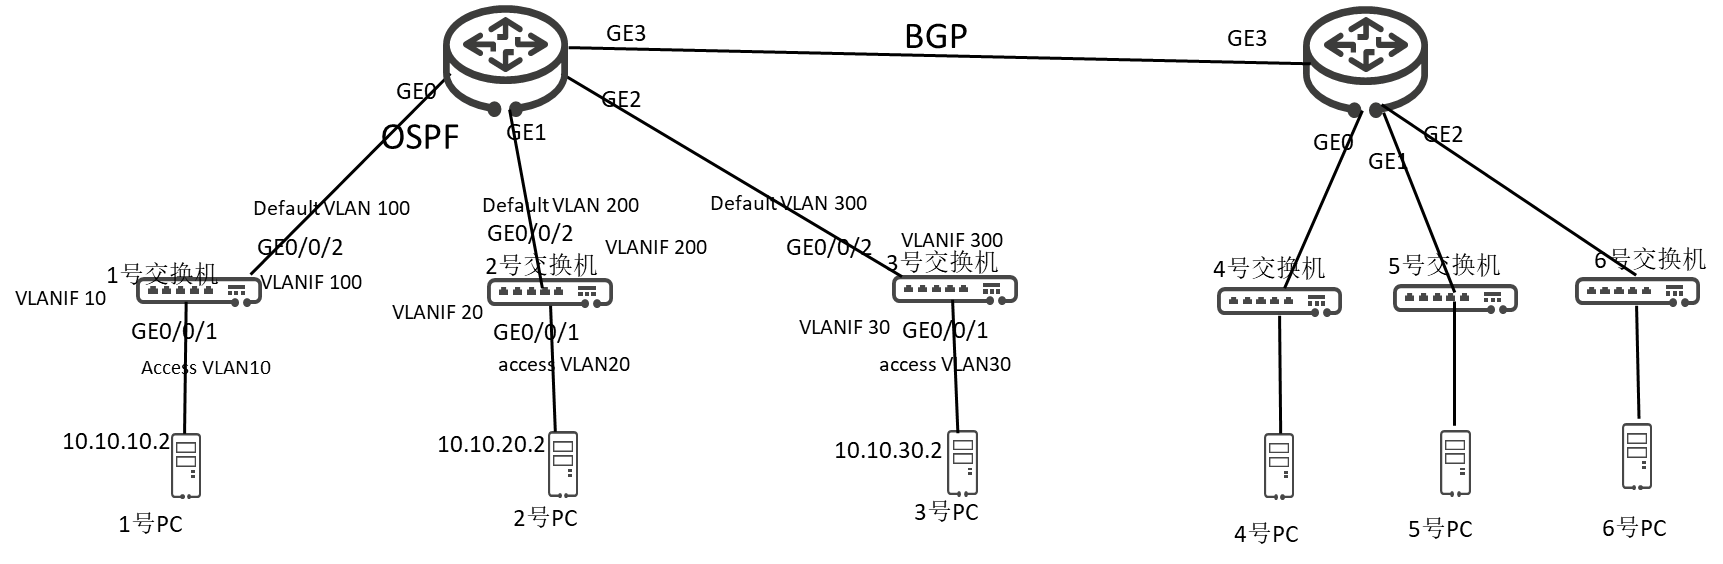 GE3
BGP
GE3
GE0
GE2
OSPF
GE1
GE0
GE1
GE2
Default VLAN 100
Default VLAN 200
Default VLAN 300
GE0/0/2
GE0/0/2
VLANIF 200
GE0/0/2
VLANIF 300
1号交换机
2号交换机
3号交换机
4号交换机
5号交换机
6号交换机
VLANIF 10
VLANIF 100
VLANIF 20
VLANIF 30
GE0/0/1
GE0/0/1
GE0/0/1
Access VLAN10
access VLAN20
access VLAN30
10.10.10.2
10.10.20.2
10.10.30.2
1号PC
2号PC
3号PC
4号PC
5号PC
6号PC